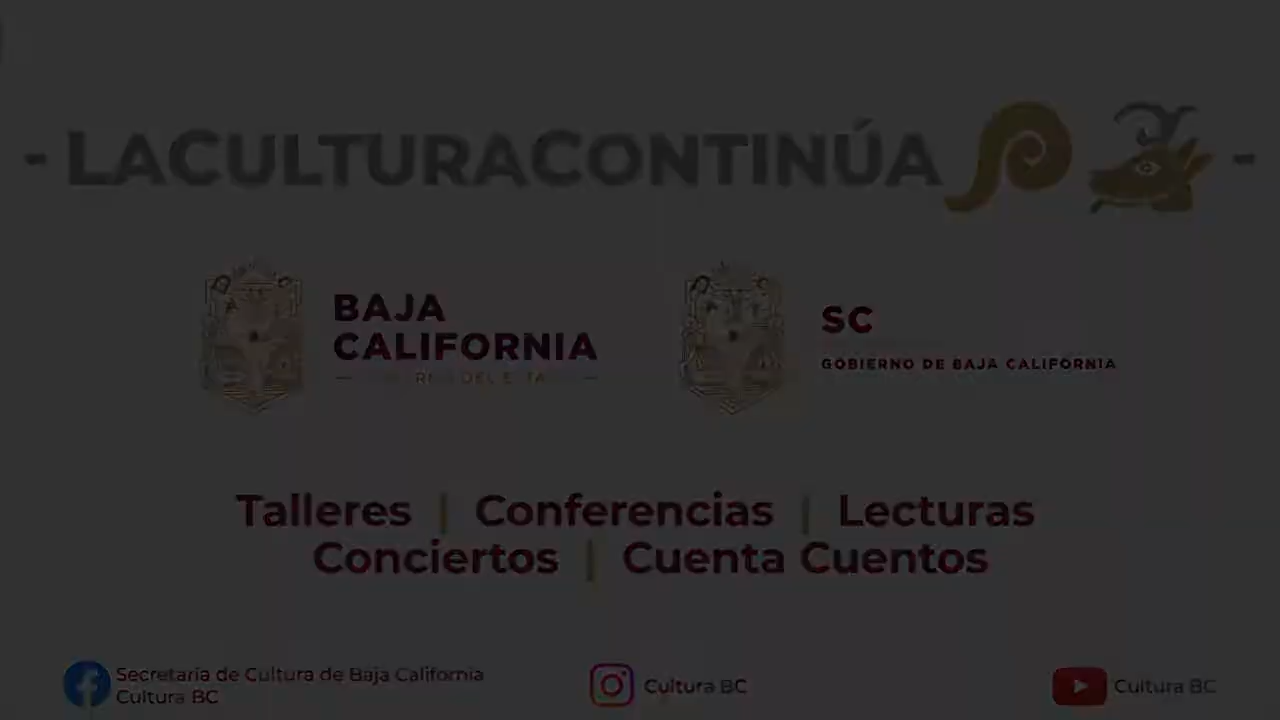 - LACULTURACONTINÚA -
BAJA
CALIFORNIA
SC
GOBIERNO DE BAJA CALIFORNIA
Talleres | Conferencias | Lecturas
Conciertos | Cuenta Cuentos
Secretaría de Cultura de Baja California
Cultura BC
Cultura BC
Cultura BC